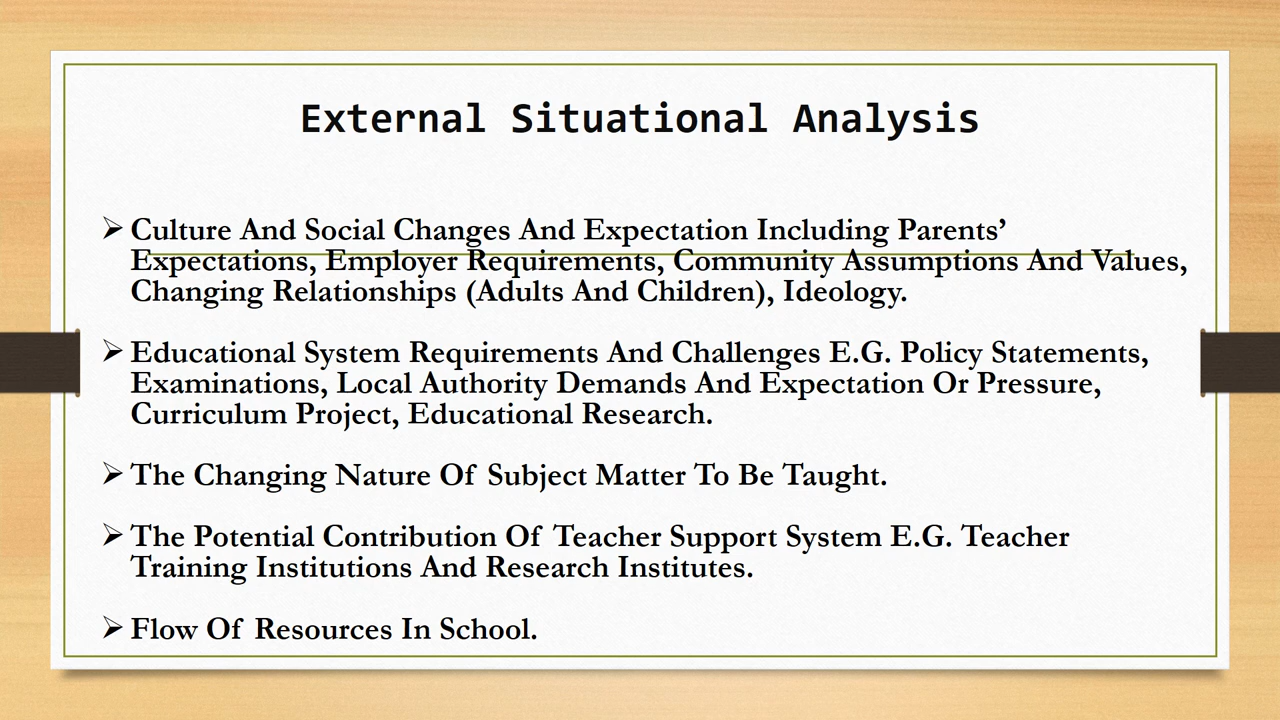 External Situational Analysis
➢ Culture And Social Changes And Expectation Including Parents’
Expectations, Employer Requirements, Community Assumptions And Values,
Changing Relationships (Adults And Children), Ideology.
➢ Educational System Requirements And Challenges E.G. Policy Statements,
Examinations, Local Authority Demands And Expectation Or Pressure,
Curriculum Project, Educational Research.
➢ The Changing Nature Of Subject Matter To Be Taught.
➢ The Potential Contribution Of Teacher Support System E.G. Teacher
Training Institutions And Research Institutes.
➢ Flow Of Resources In School.